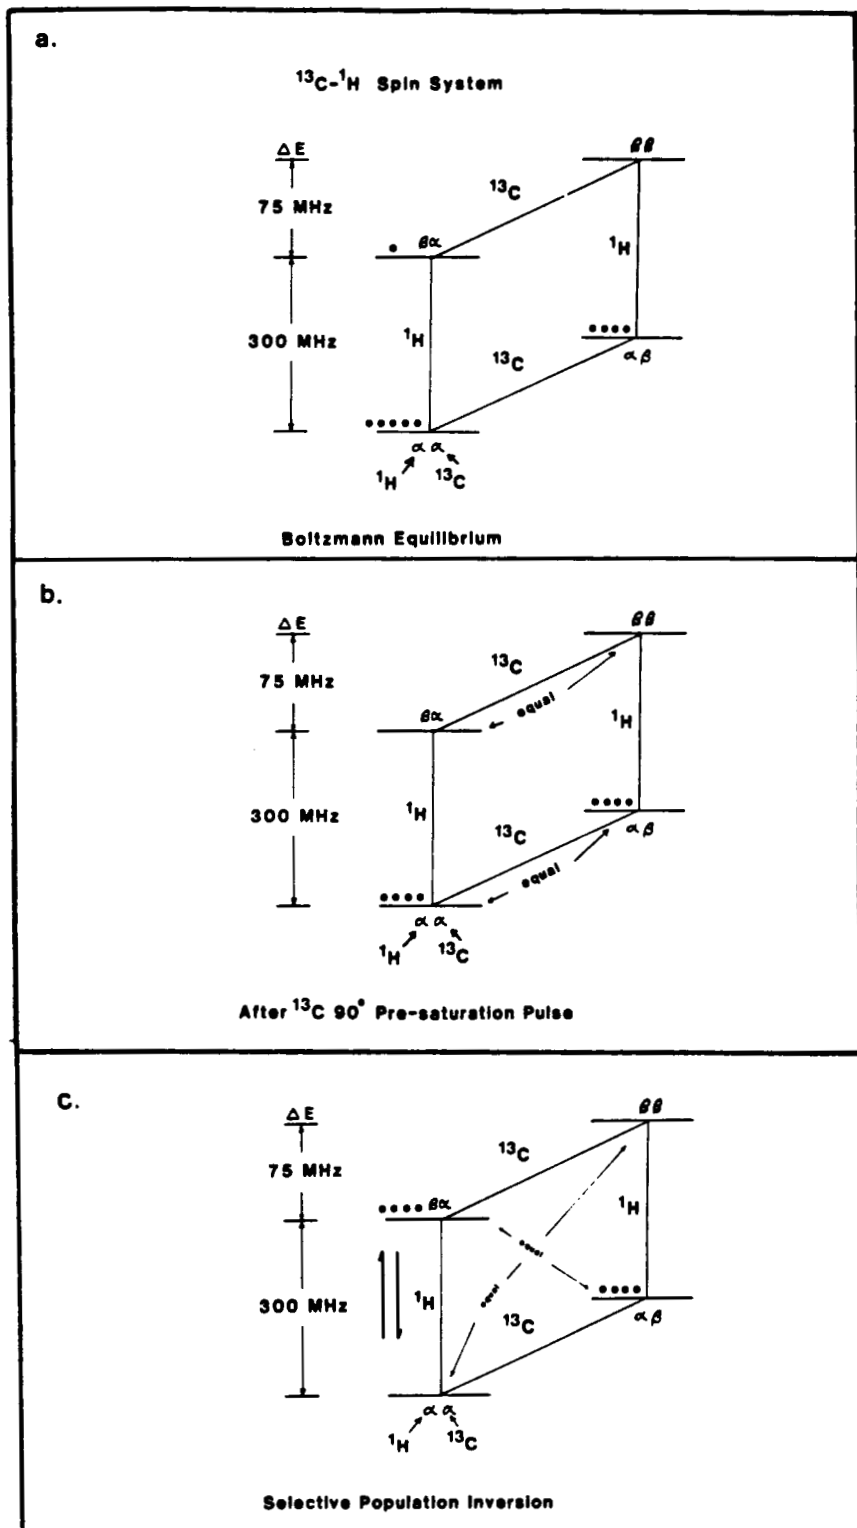 a.
¹³C-¹H Spin System
ΔE
ββ
75 MHz
¹³C
βα
¹H
300 MHz
¹H
¹³C
αβ
αα
¹H ¹³C
Boltzmann Equilibrium
b.
ΔE
ββ
75 MHz
¹³C
equal
βα
¹H
300 MHz
¹H
¹³C
αβ
equal
αα
¹H ¹³C
After ¹³C 90° Pre-saturation Pulse
c.
ΔE
ββ
75 MHz
¹³C
βα
¹H
equal
300 MHz
¹H
equal
¹³C
αβ
αα
¹H ¹³C
Selective Population Inversion